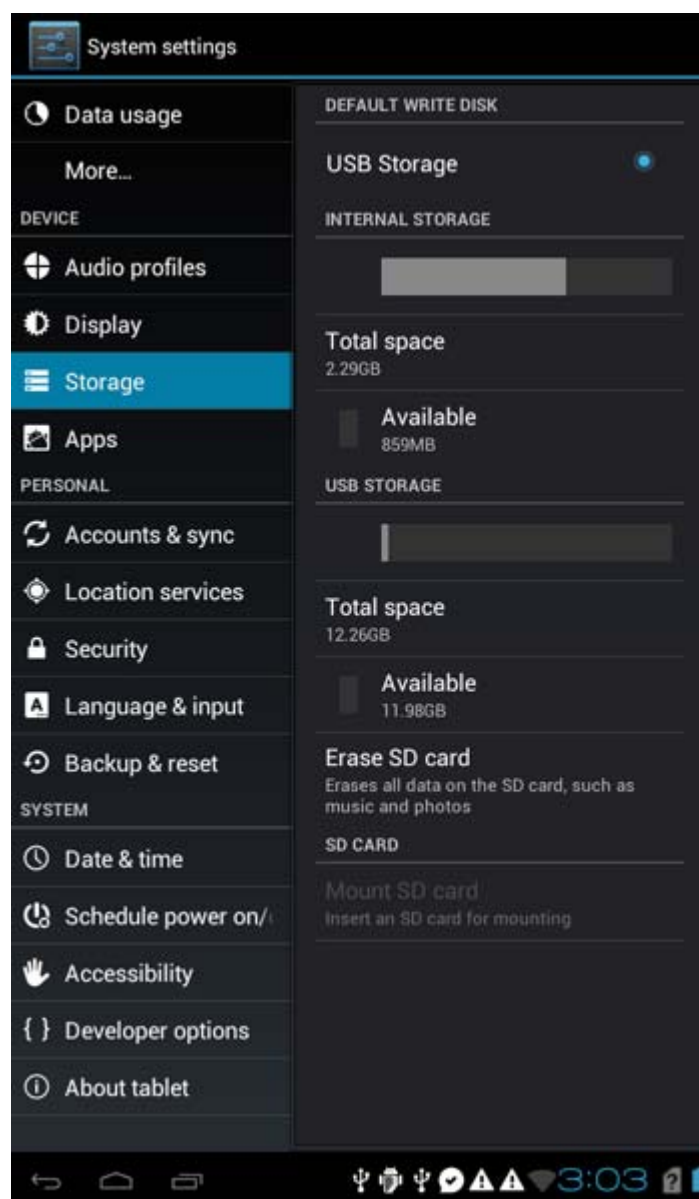 System settings
Data usage
More...
DEVICE
Audio profiles
Display
Storage
Apps
PERSONAL
Accounts & sync
Location services
Security
Language & input
Backup & reset
SYSTEM
Date & time
Schedule power on/
Accessibility
{ } Developer options
About tablet
DEFAULT WRITE DISK
USB Storage
INTERNAL STORAGE
Total space
2.29GB
Available
859MB
USB STORAGE
Total space
12.26GB
Available
11.98GB
Erase SD card
Erases all data on the SD card, such as
music and photos
SD CARD
Mount SD card
Insert an SD card for mounting
3:03